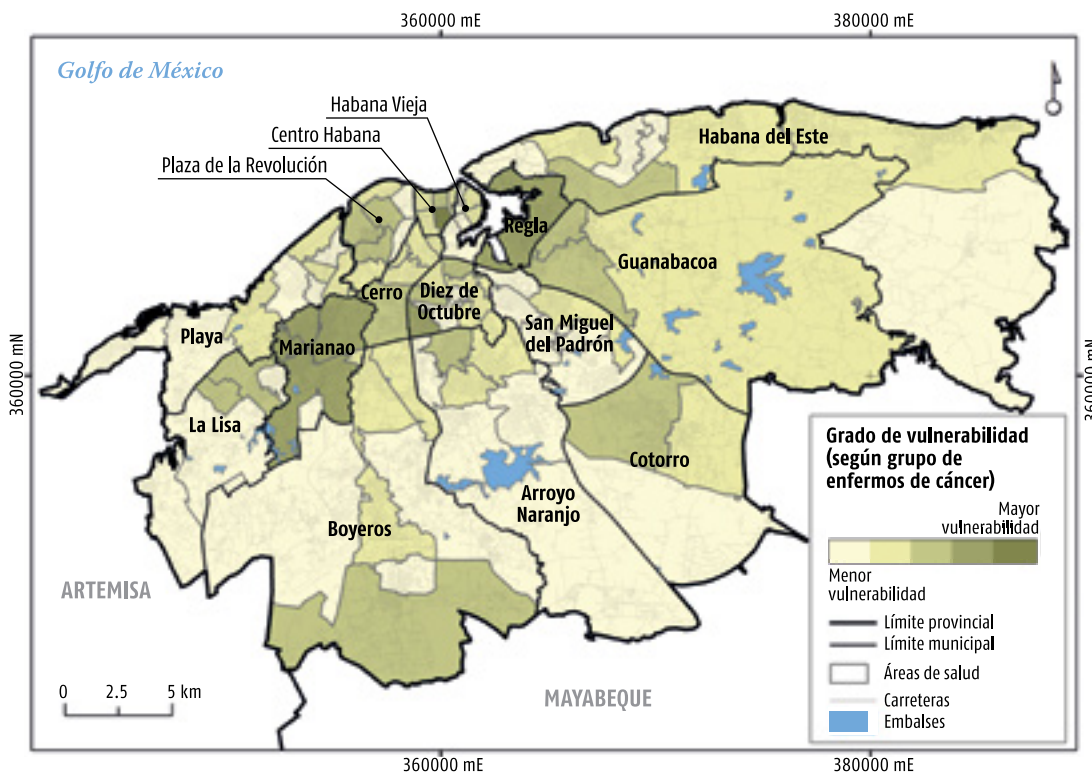 360000 mE
380000 mE
Golfo de México
Habana Vieja
Centro Habana
Plaza de la Revolución
Habana del Este
Regla
Guanabacoa
Cerro
Diez de
Octubre
San Miguel
del Padrón
Playa
Marianao
La Lisa
Cotorro
Arroyo
Naranjo
Boyeros
360000 mN
360000 mN
ARTEMISA
MAYABEQUE
0 2.5 5 km
Grado de vulnerabilidad
(según grupo de
enfermos de cáncer)
Mayor
vulnerabilidad
Menor
vulnerabilidad
Límite provincial
Límite municipal
Áreas de salud
Carreteras
Embalses
360000 mE
380000 mE